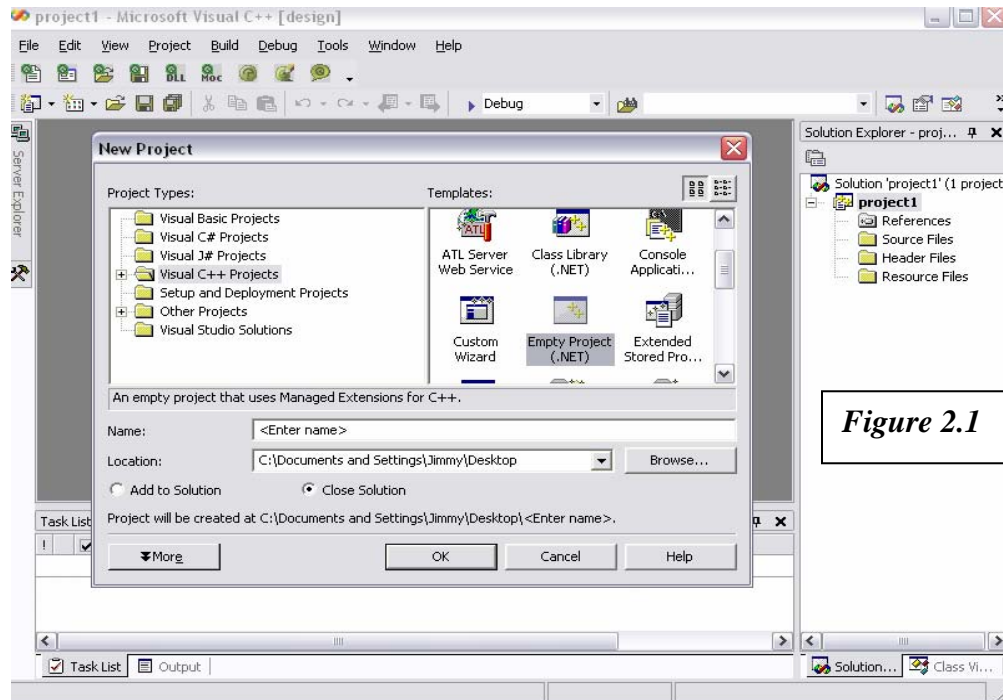 project1 - Microsoft Visual C++ [design]
File Edit View Project Build Debug Tools Window Help
DLL Moc
Debug
Server Explorer
New Project
Project Types:
Visual Basic Projects
Visual C# Projects
Visual J# Projects
Visual C++ Projects
Setup and Deployment Projects
Other Projects
Visual Studio Solutions
Templates:
ATL
ATL Server
Web Service
Class Library
(.NET)
Console
Applicati...
Custom
Wizard
Empty Project
(.NET)
Extended
Stored Pro...
An empty project that uses Managed Extensions for C++.
Name: <Enter name>
Location: C:\Documents and Settings\Jimmy\Desktop Browse...
Add to Solution Close Solution
Project will be created at C:\Documents and Settings\Jimmy\Desktop\<Enter name>.
More OK Cancel Help
Solution Explorer - proj...
Solution 'project1' (1 project
project1
References
Source Files
Header Files
Resource Files
Figure 2.1
Task List
!
Task List Output
Solution... Class Vi...